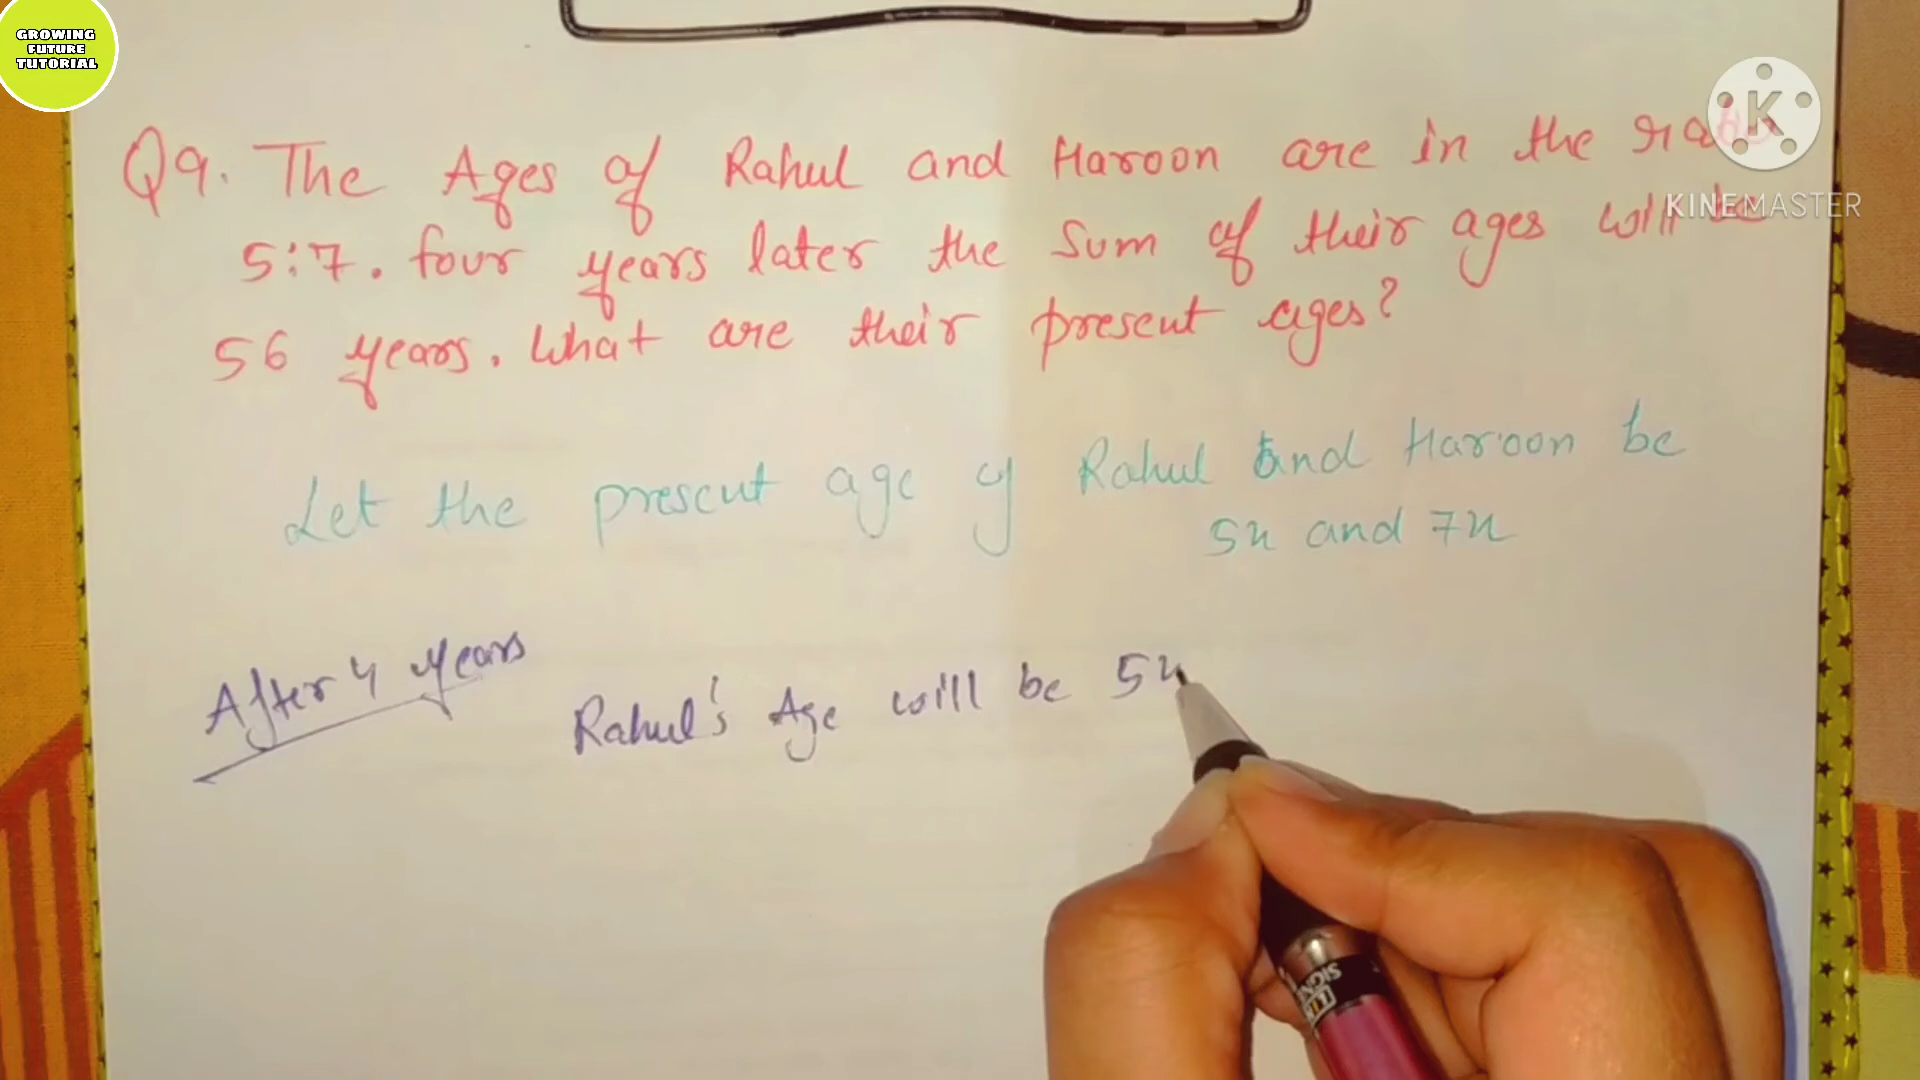 GROWING
FUTURE
TUTORIAL
Q9. The Ages of Rahul and Haroon are in the
5:7. four years later the sum of their ages will
56 years. What are their present ages?
KINEMASTER
Let the present age of Rahul and Haroon be
5x and 7x
After 4 years
Rahul's Age will be 5x
SIGN